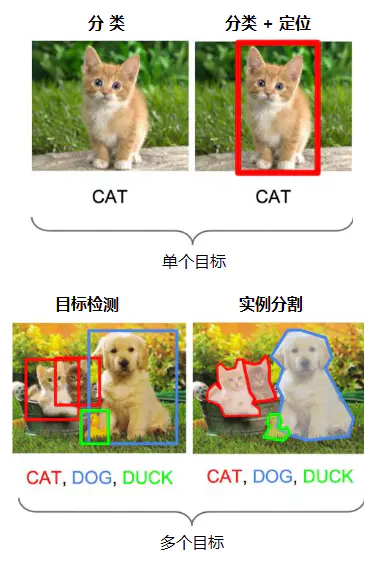 分 类
分类 + 定位
CAT
CAT
单个目标
目标检测
实例分割
CAT, DOG, DUCK
CAT, DOG, DUCK
多个目标